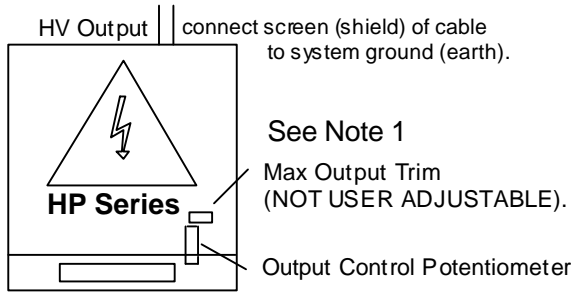 HV Output
connect screen (shield) of cable
to system ground (earth).
See Note 1
Max Output Trim
(NOT USER ADJUSTABLE).
HP Series
Output Control Potentiometer